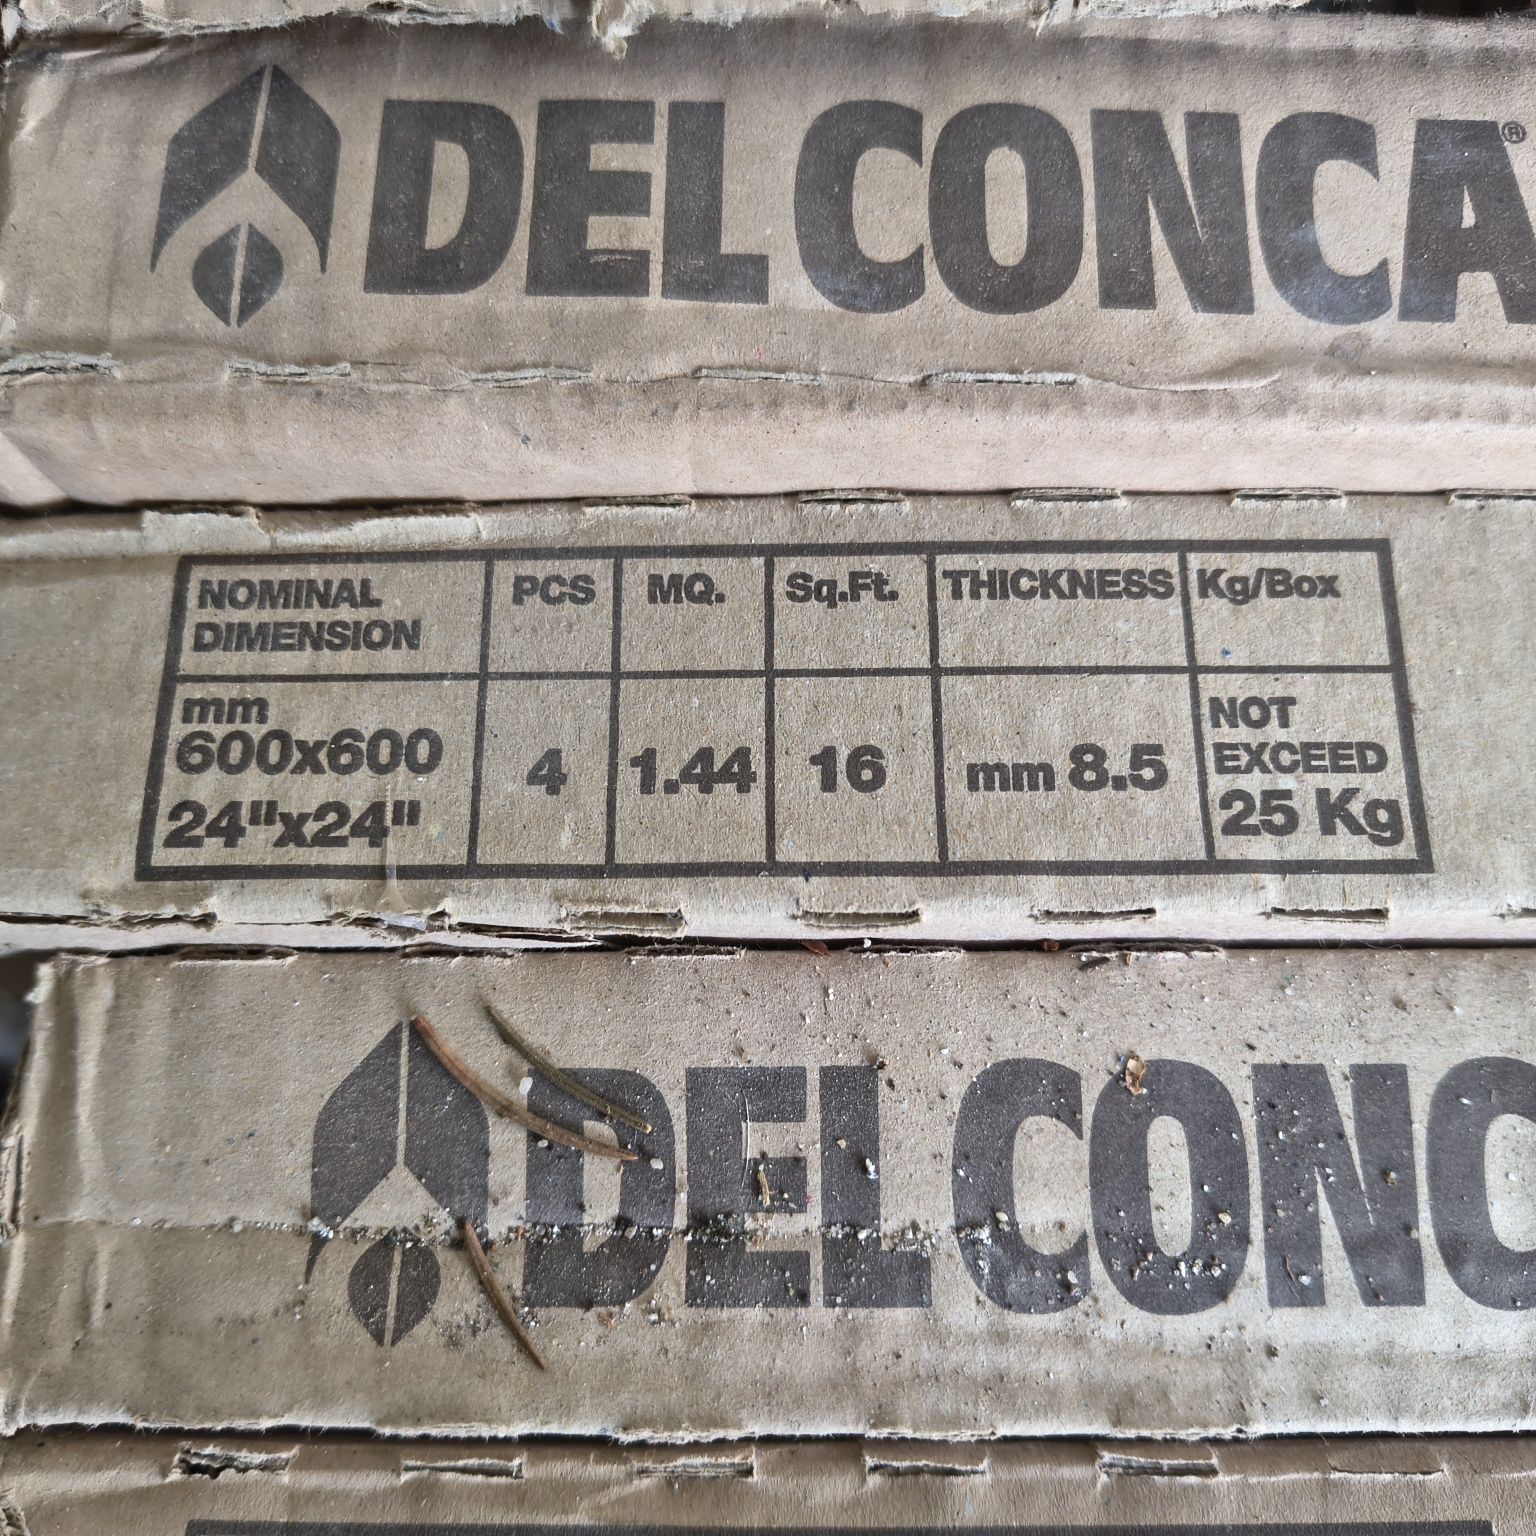 DEL CONCA®
NOMINAL DIMENSION PCS MQ. Sq.Ft. THICKNESS Kg/Box
mm 600x600 24"x24" 4 1.44 16 mm 8.5 NOT EXCEED 25 Kg
DEL CONC